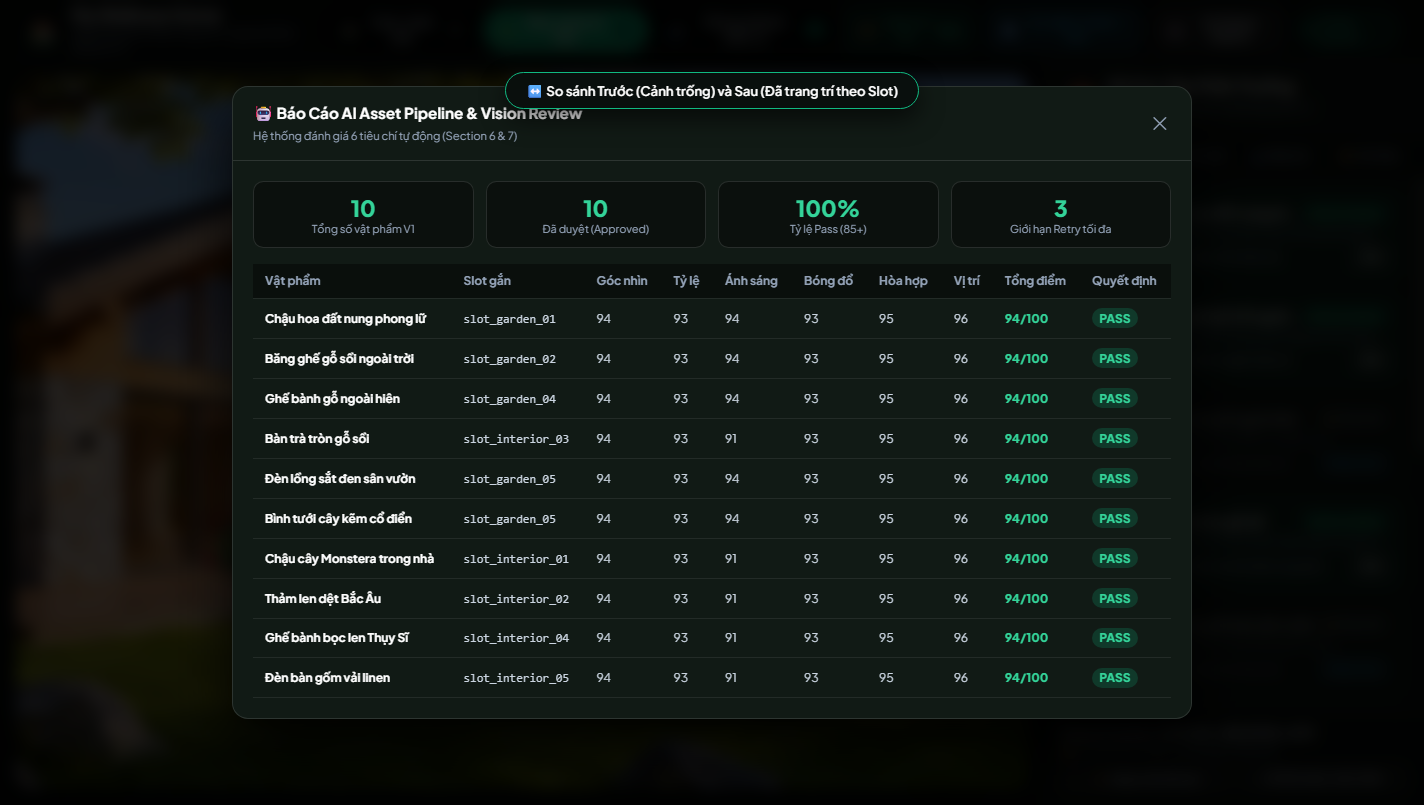 ↔️ So sánh Trước (Cảnh trống) và Sau (Đã trang trí theo Slot)
🤖 Báo Cáo AI Asset Pipeline & Vision Review
Hệ thống đánh giá 6 tiêu chí tự động (Section 6 & 7)
10
Tổng số vật phẩm V1
10
Đã duyệt (Approved)
100%
Tỷ lệ Pass (85+)
3
Giới hạn Retry tối đa
Vật phẩm Slot gắn Góc nhìn Tỷ lệ Ánh sáng Bóng đổ Hòa hợp Vị trí Tổng điểm Quyết định
Chậu hoa đất nung phong lữ slot_garden_01 94 93 94 93 95 96 94/100 PASS
Băng ghế gỗ sồi ngoài trời slot_garden_02 94 93 94 93 95 96 94/100 PASS
Ghế bành gỗ ngoài hiên slot_garden_04 94 93 94 93 95 96 94/100 PASS
Bàn trà tròn gỗ sồi slot_interior_03 94 93 91 93 95 96 94/100 PASS
Đèn lồng sắt đen sân vườn slot_garden_05 94 93 94 93 95 96 94/100 PASS
Bình tưới cây kẽm cổ điển slot_garden_05 94 93 94 93 95 96 94/100 PASS
Chậu cây Monstera trong nhà slot_interior_01 94 93 91 93 95 96 94/100 PASS
Thảm len dệt Bắc Âu slot_interior_02 94 93 91 93 95 96 94/100 PASS
Ghế bành bọc len Thụy Sĩ slot_interior_04 94 93 91 93 95 96 94/100 PASS
Đèn bàn gốm vải linen slot_interior_05 94 93 91 93 95 96 94/100 PASS